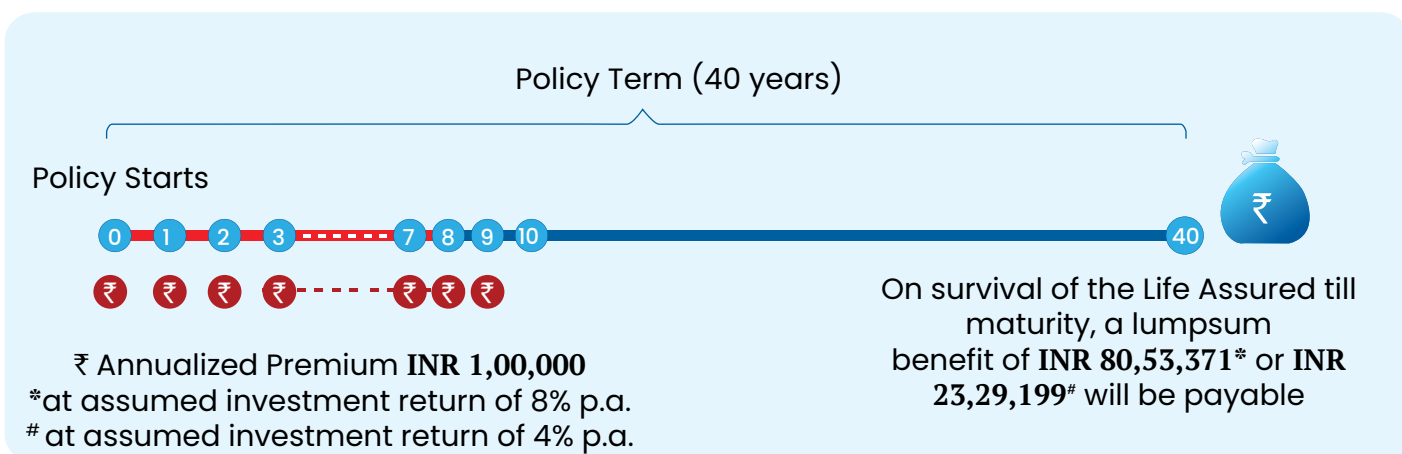 Policy Term (40 years)
Policy Starts
0 1 2 3 7 8 9 10 40
₹
₹ ₹ ₹ ₹ ₹ ₹ ₹
₹ Annualized Premium INR 1,00,000
*at assumed investment return of 8% p.a.
# at assumed investment return of 4% p.a.
On survival of the Life Assured till
maturity, a lumpsum
benefit of INR 80,53,371* or INR
23,29,199# will be payable